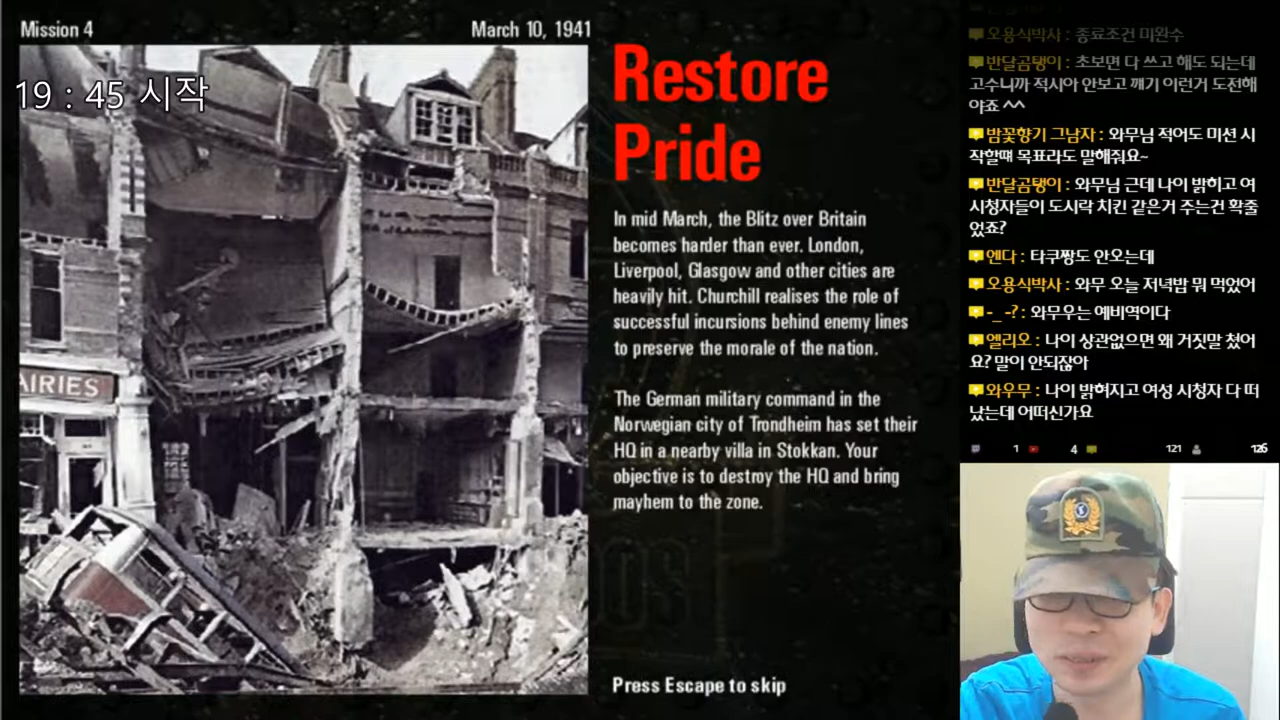 Mission 4
March 10, 1941
19 : 45 시작
AIRIES
Restore
Pride
In mid March, the Blitz over Britain
becomes harder than ever. London,
Liverpool, Glasgow and other cities are
heavily hit. Churchill realises the role of
successful incursions behind enemy lines
to preserve the morale of the nation.
The German military command in the
Norwegian city of Trondheim has set their
HQ in a nearby villa in Stokkan. Your
objective is to destroy the HQ and bring
mayhem to the zone.
Press Escape to skip
오용식박사 : 종료조건 미완수
반달곰탱이 : 초보면 다 쓰고 해도 되는데
고수니까 적시야 안보고 깨기 이런거 도전해
야죠 ^^
밤꽃향기 그남자 : 와무님 적어도 미션 시
작할떄 목표라도 말해줘요~
반달곰탱이 : 와무님 근데 나이 밝히고 여
시청자들이 도시락 치킨 같은거 주는건 확줄
었죠?
엔다 : 타쿠짱도 안오는데
오용식박사 : 와무 오늘 저녁밥 뭐 먹었어
-_ -? : 와무우는 예비역이다
엘리오 : 나이 상관없으면 왜 거짓말 쳤어
요? 말이 안되잖아
와우무 : 나이 밝혀지고 여성 시청자 다 떠
났는데 어떠신가요
1 4 121 126